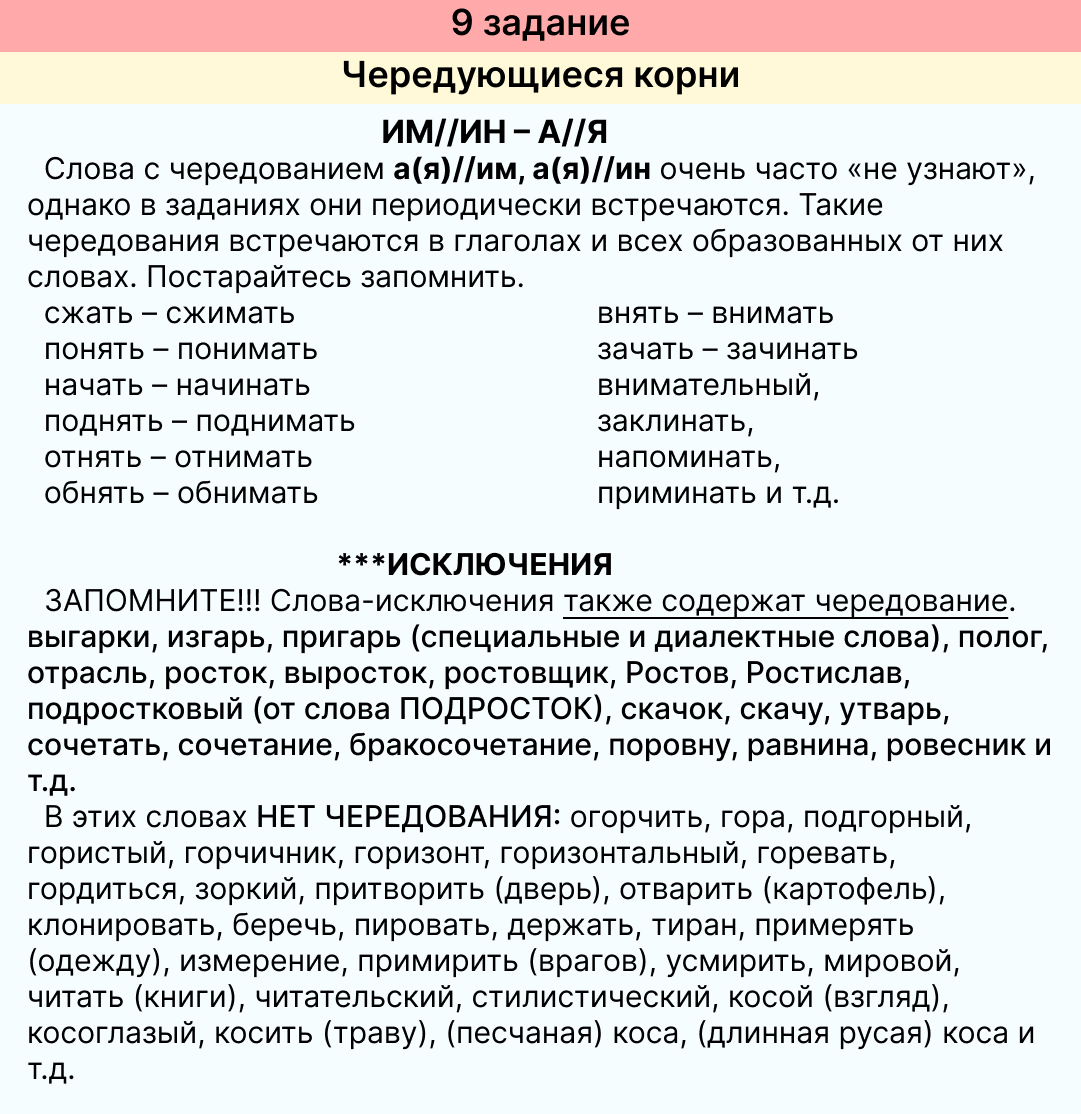 9 задание
Чередующиеся корни
ИМ//ИН – А//Я
Слова с чередованием а(я)//им, а(я)//ин очень часто «не узнают»,
однако в заданиях они периодически встречаются. Такие
чередования встречаются в глаголах и всех образованных от них
словах. Постарайтесь запомнить.
сжать – сжимать
понять – понимать
начать – начинать
поднять – поднимать
отнять – отнимать
обнять – обнимать
внять – внимать
зачать – зачинать
внимательный,
заклинать,
напоминать,
приминать и т.д.
***ИСКЛЮЧЕНИЯ
ЗАПОМНИТЕ!!! Слова-исключения также содержат чередование.
выгарки, изгарь, пригарь (специальные и диалектные слова), полог,
отрасль, росток, выросток, ростовщик, Ростов, Ростислав,
подростковый (от слова ПОДРОСТОК), скачок, скачу, утварь,
сочетать, сочетание, бракосочетание, поровну, равнина, ровесник и
т.д.
В этих словах НЕТ ЧЕРЕДОВАНИЯ: огорчить, гора, подгорный,
гористый, горчичник, горизонт, горизонтальный, горевать,
гордиться, зоркий, притворить (дверь), отварить (картофель),
клонировать, беречь, пировать, держать, тиран, примерять
(одежду), измерение, примирить (врагов), усмирить, мировой,
читать (книги), читательский, стилистический, косой (взгляд),
косоглазый, косить (траву), (песчаная) коса, (длинная русая) коса и
т.д.